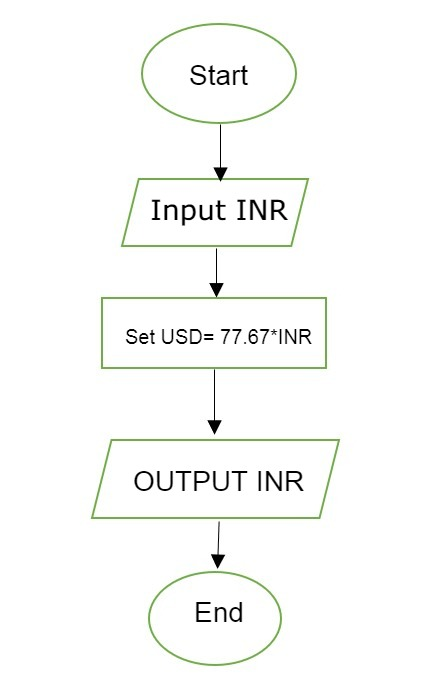 Start
Input INR
Set USD= 77.67*INR
OUTPUT INR
End